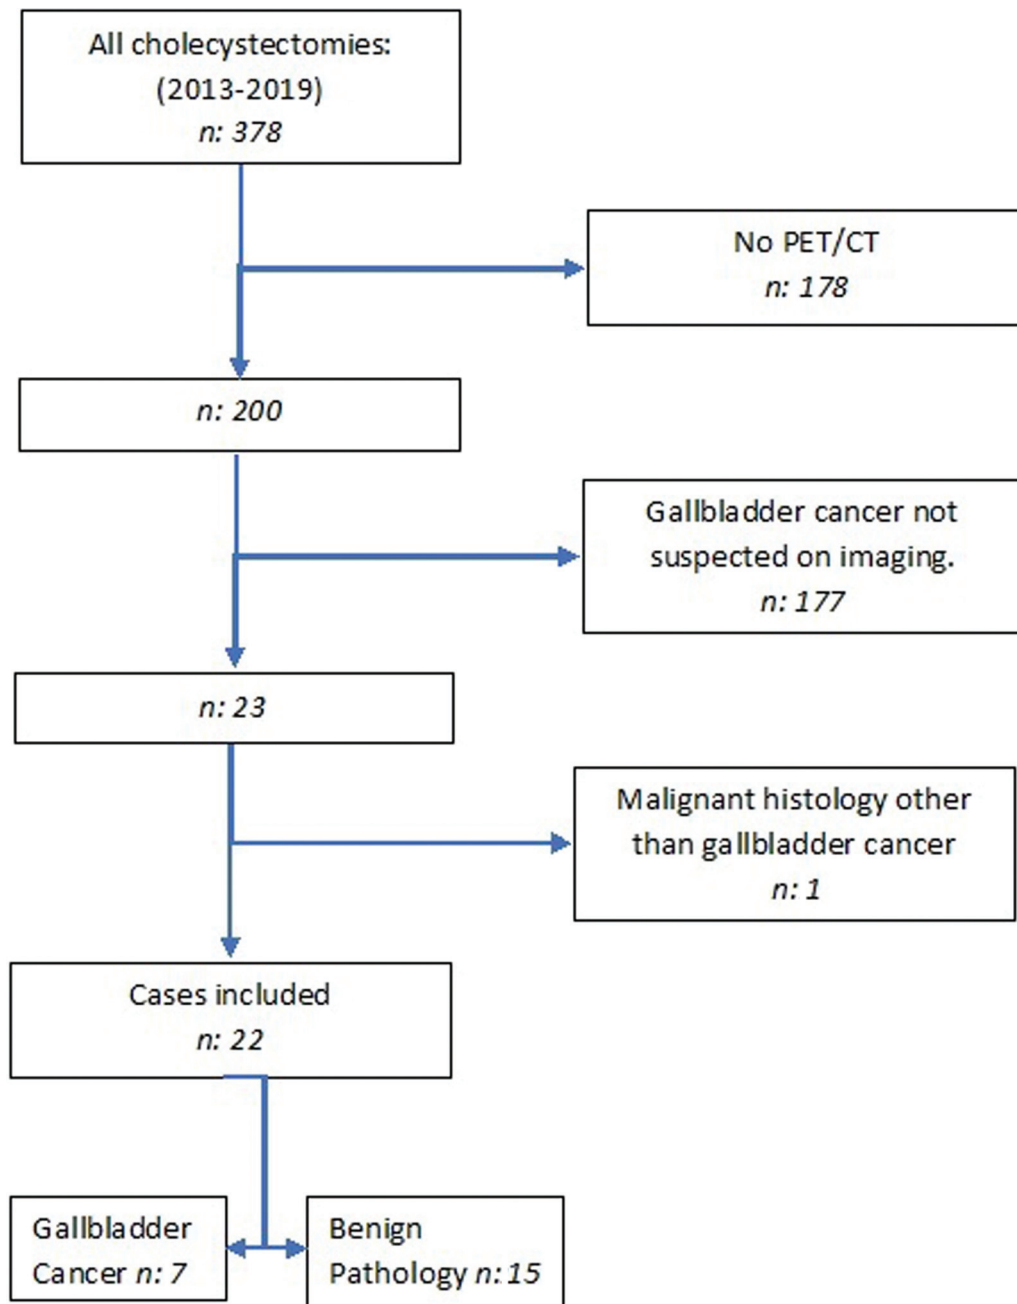 All cholecystectomies:
(2013-2019)
n: 378
No PET/CT
n: 178
n: 200
Gallbladder cancer not
suspected on imaging.
n: 177
n: 23
Malignant histology other
than gallbladder cancer
n: 1
Cases included
n: 22
Gallbladder
Cancer n: 7
Benign
Pathology n: 15